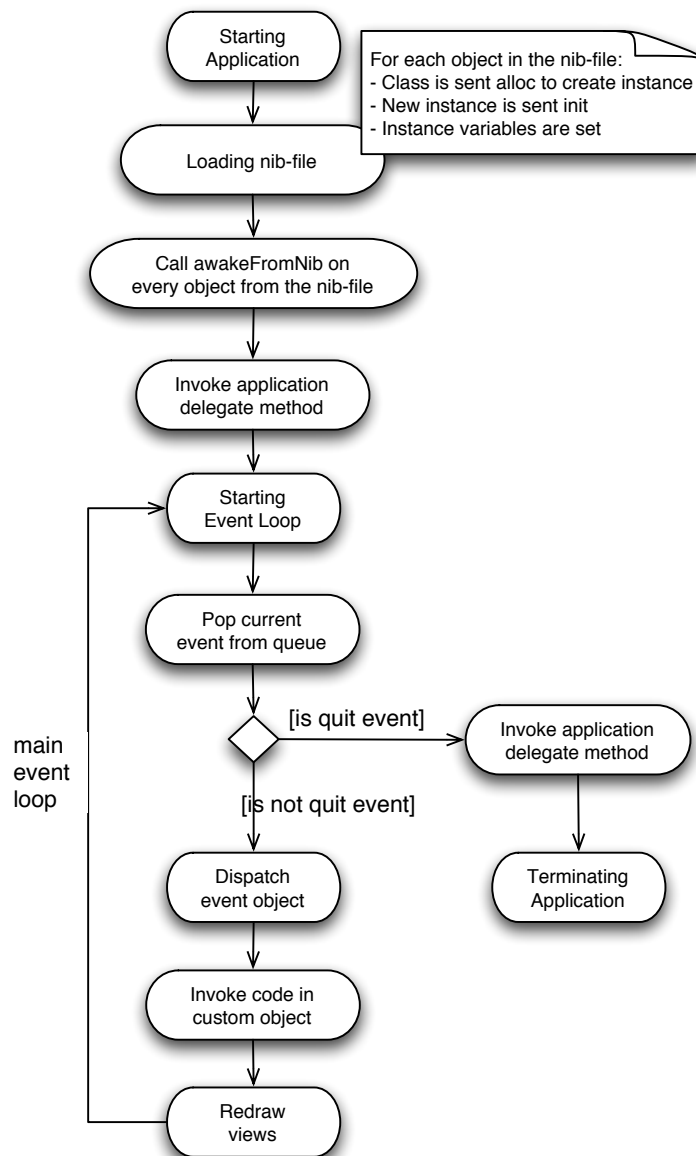 Starting
Application
For each object in the nib-file:
- Class is sent alloc to create instance
- New instance is sent init
- Instance variables are set
Loading nib-file
Call awakeFromNib on
every object from the nib-file
Invoke application
delegate method
Starting
Event Loop
Pop current
event from queue
[is quit event]
Invoke application
delegate method
main
event
loop
[is not quit event]
Dispatch
event object
Terminating
Application
Invoke code in
custom object
Redraw
views